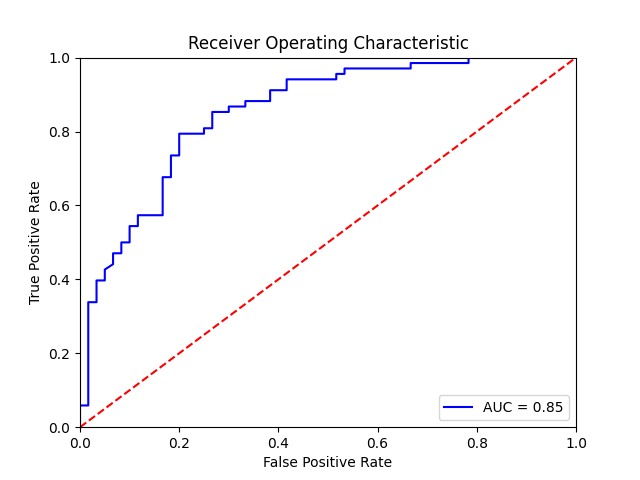 Receiver Operating Characteristic
True Positive Rate
1.0
0.8
0.6
0.4
0.2
0.0
0.0 0.2 0.4 0.6 0.8 1.0
False Positive Rate
AUC = 0.85